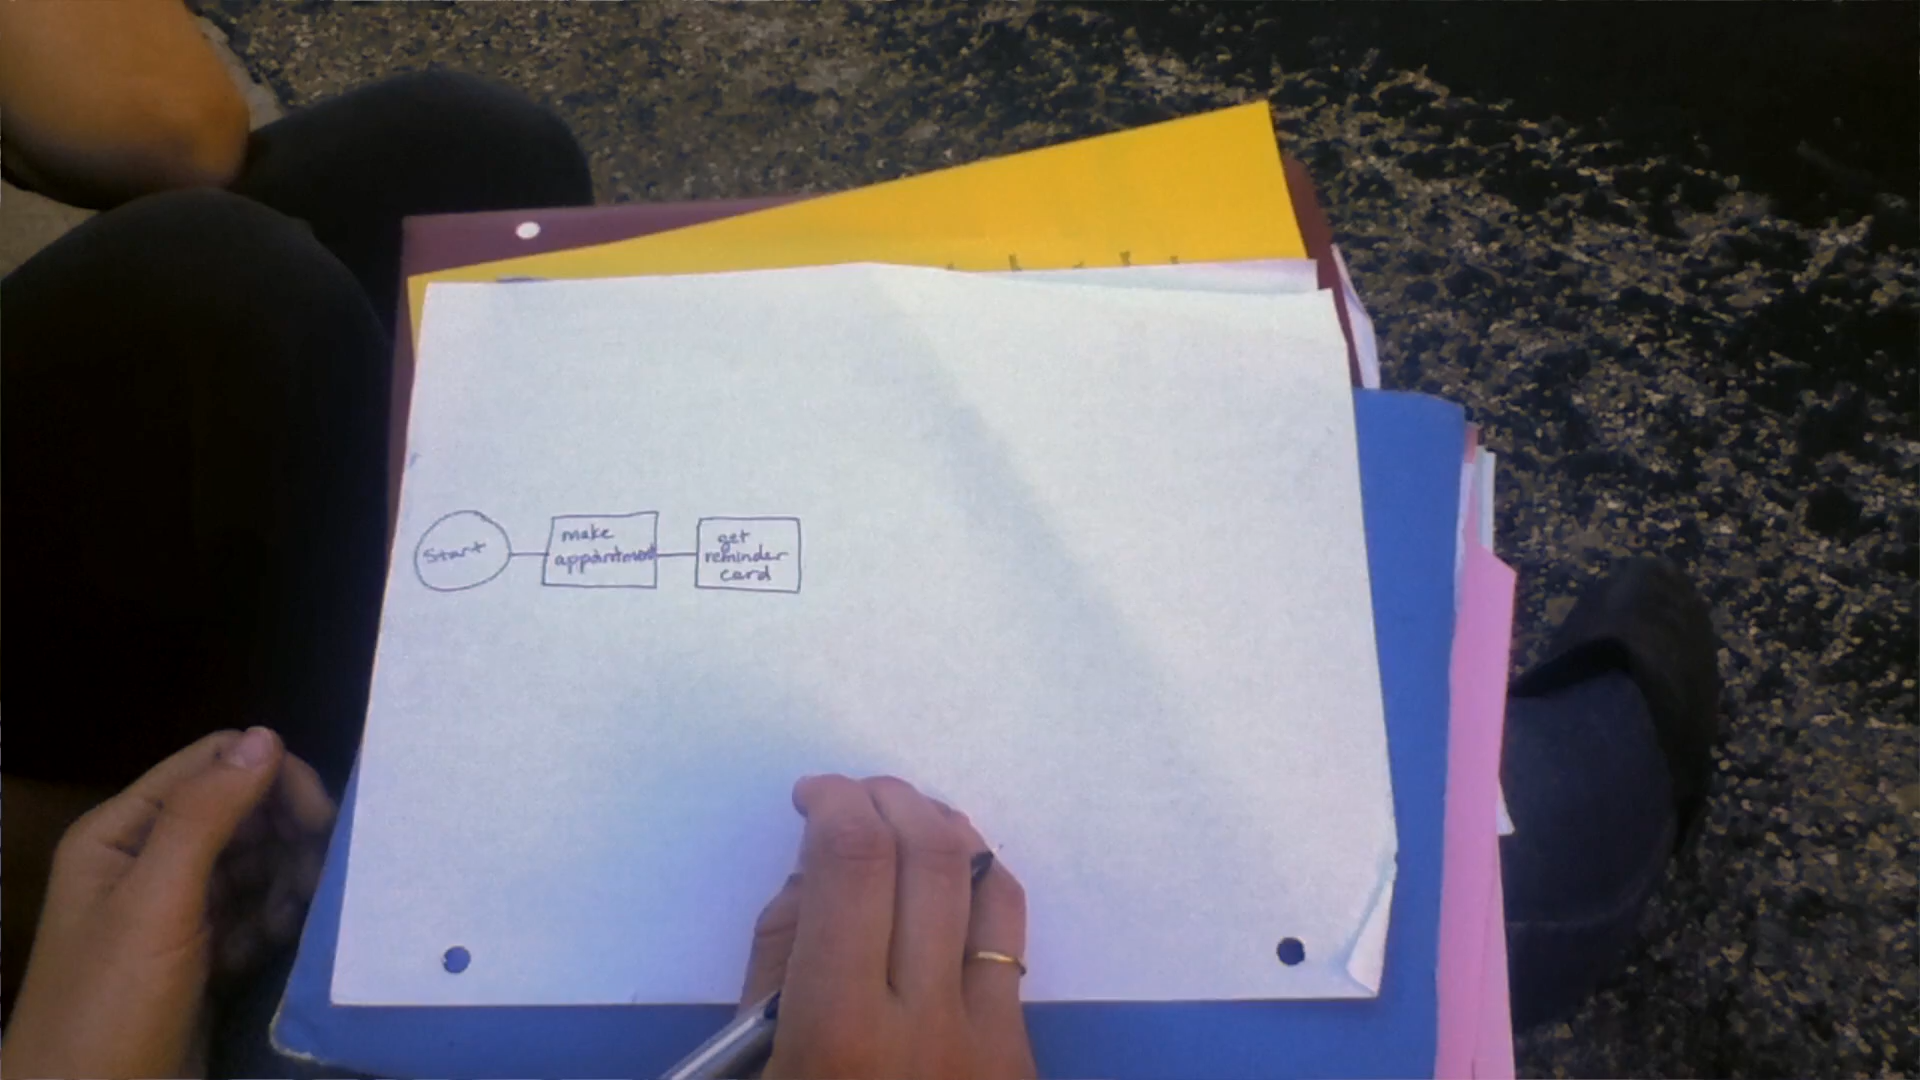 Start
make
appointment
get
reminder
card